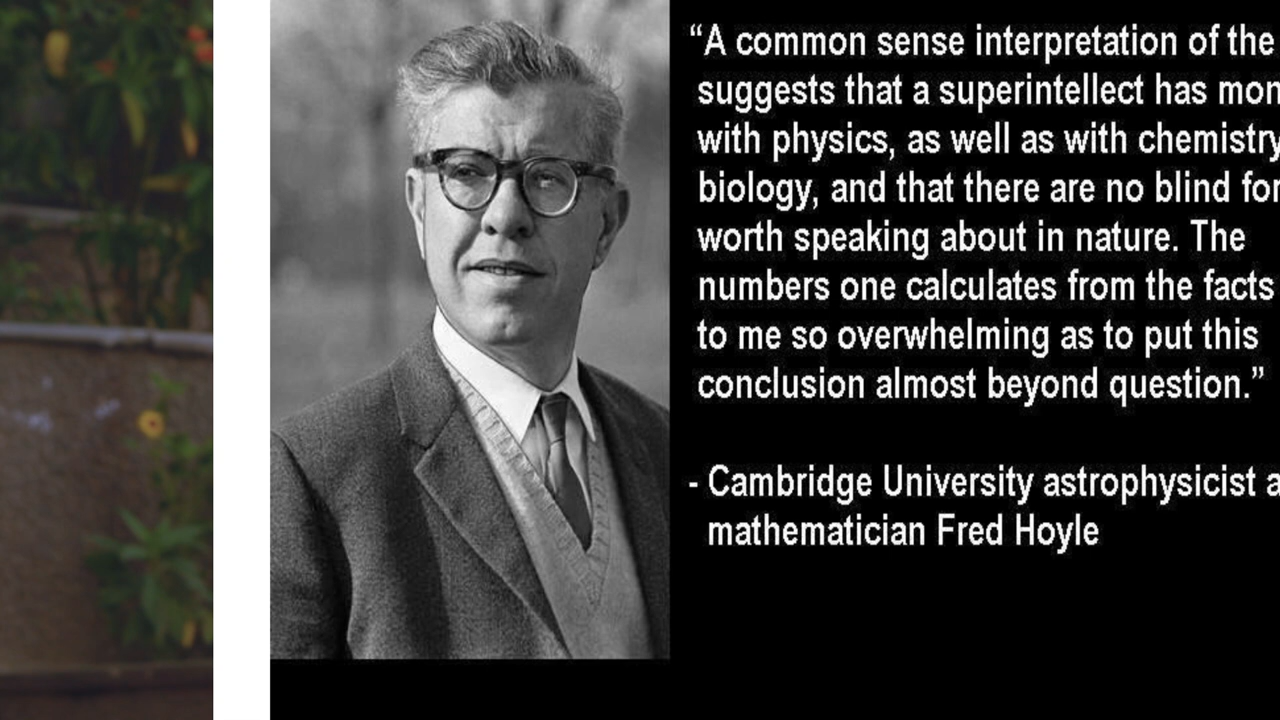 “A common sense interpretation of the
suggests that a superintellect has mon
with physics, as well as with chemistry
biology, and that there are no blind for
worth speaking about in nature. The
numbers one calculates from the facts
to me so overwhelming as to put this
conclusion almost beyond question.”
- Cambridge University astrophysicist a
mathematician Fred Hoyle